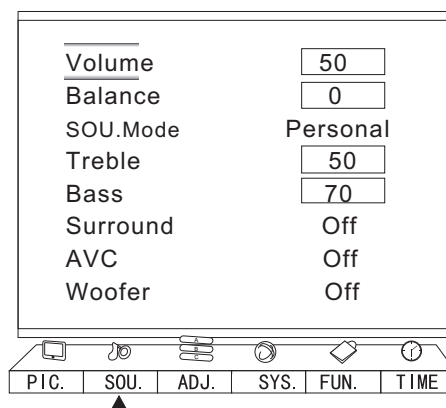 Volume 50
Balance 0
SOU.Mode Personal
Treble 50
Bass 70
Surround Off
AVC Off
Woofer Off
A
B
C
PIC. SOU. ADJ. SYS. FUN. TIME